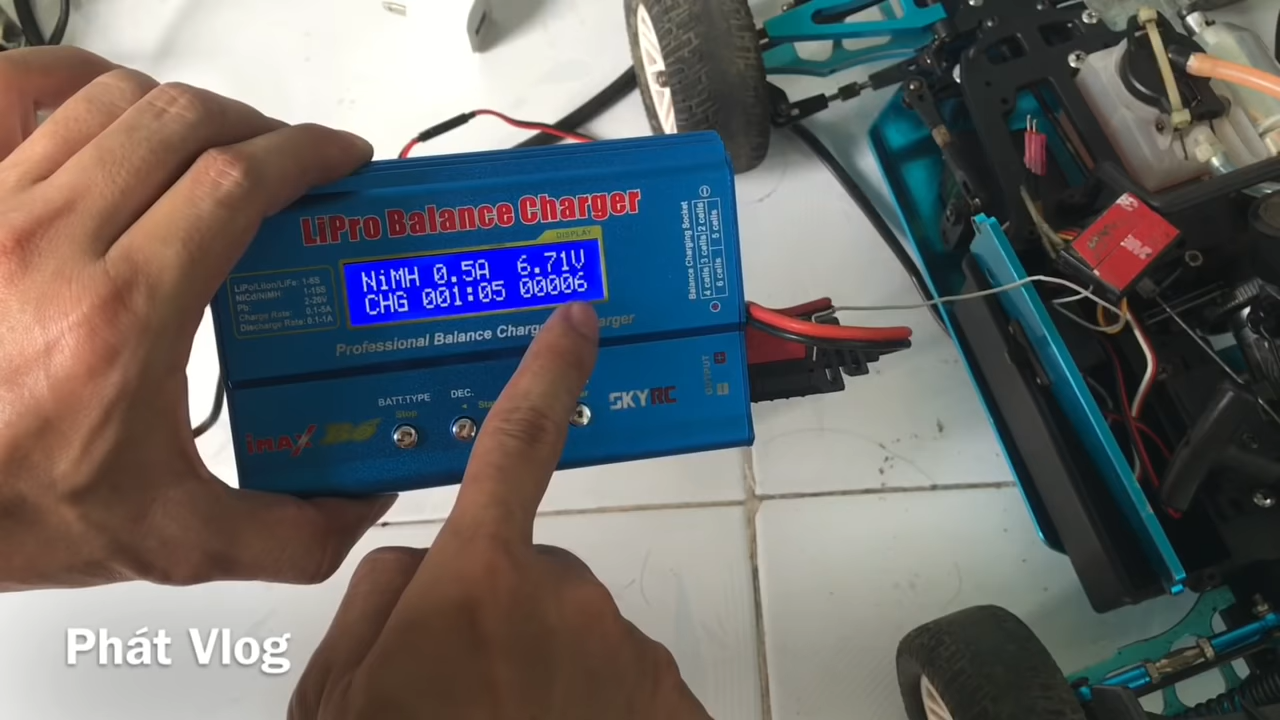 LiPro Balance Charger
DISPLAY
NiMH 0.5A 6.71V
CHG 001:05 00006
LiPo/LiIon/LiFe: 1-6S
NiCd/NiMH: 1-15S
Pb: 2-20V
Charge Rate: 0.1-5A
Discharge Rate: 0.1-1A
Professional Balance Charger
BATT.TYPE
Stop
DEC.
iMAX B6
SKYRC
OUTPUT
Balance Charging Socket
4 cells 3 cells 2 cells
6 cells 5 cells
Phát Vlog